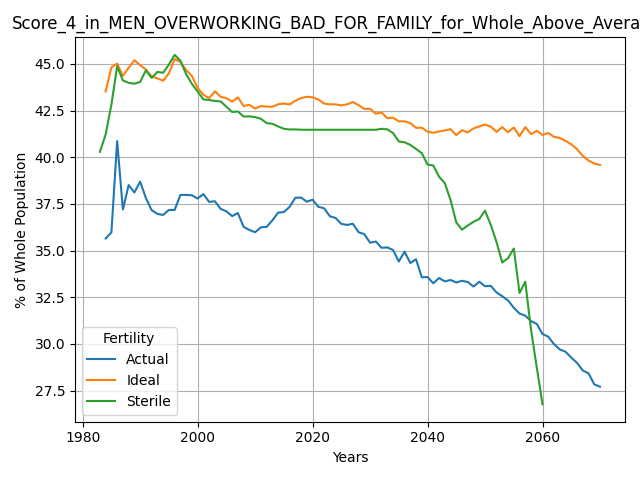 Score_4_in_MEN_OVERWORKING_BAD_FOR_FAMILY_for_Whole_Above_Avera
% of Whole Population
45.0
42.5
40.0
37.5
35.0
32.5
30.0
27.5
Fertility
Actual
Ideal
Sterile
1980
2000
2020
2040
2060
Years